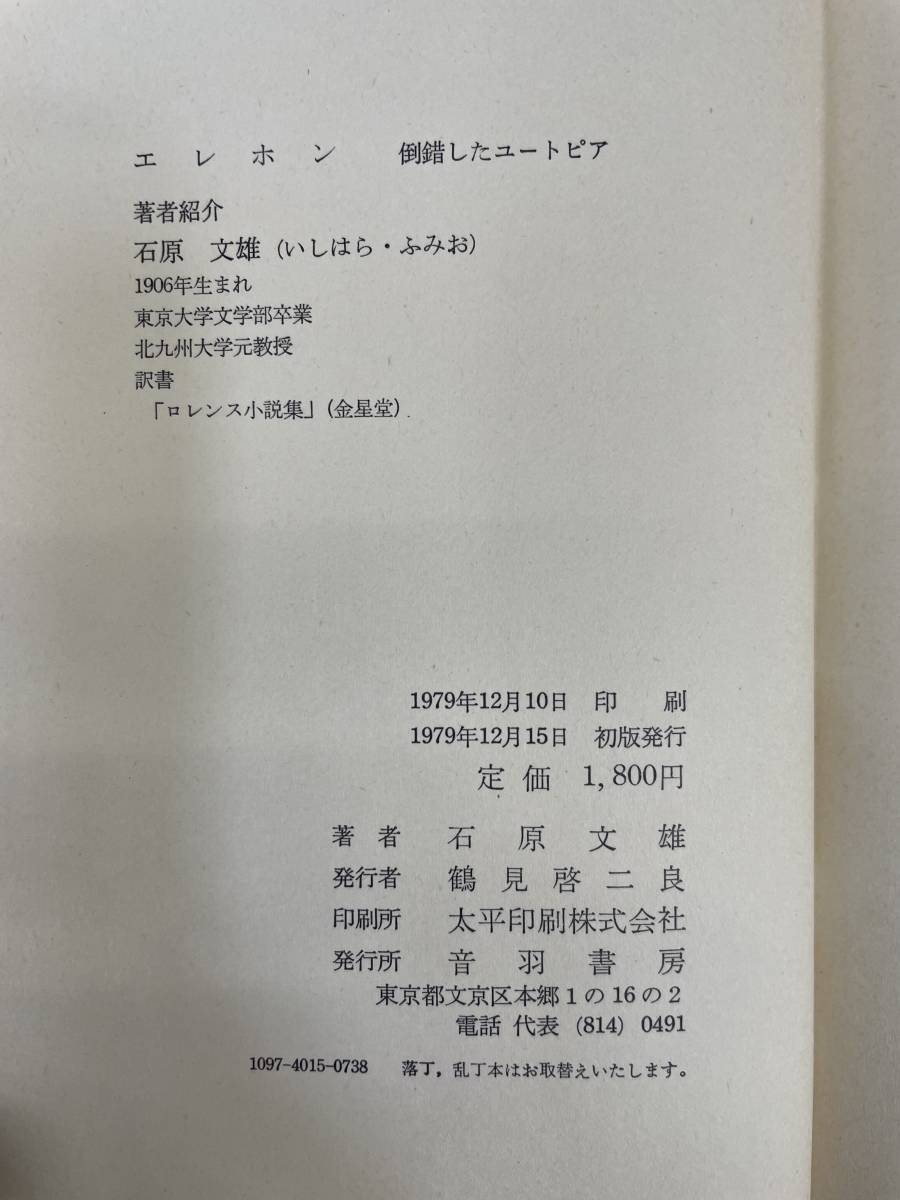 エレホン　倒錯したユートピア
著者紹介
石原　文雄（いしはら・ふみお）
1906年生まれ
東京大学文学部卒業
北九州大学元教授
訳書
「ロレンス小説集」（金星堂）
1979年12月10日　印　刷
1979年12月15日　初版発行
定価　1,800円
著者　石原文雄
発行者　鶴見啓二良
印刷所　太平印刷株式会社
発行所　音羽書房
東京都文京区本郷1の16の2
電話 代表 (814) 0491
1097-4015-0738　落丁，乱丁本はお取替えいたします。